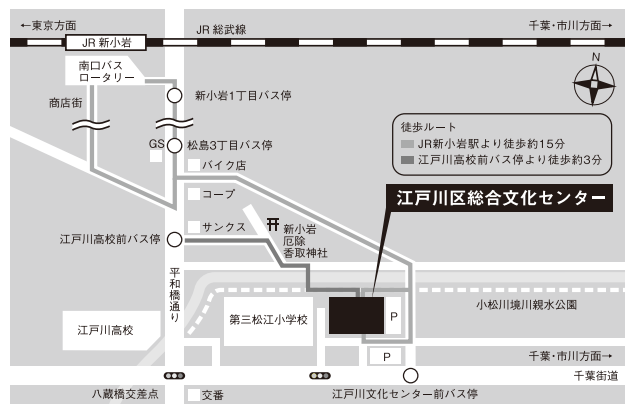 ←東京方面
JR 総武線
千葉・市川方面→
JR 新小岩
南口バス
ロータリー
N
商店街
新小岩1丁目バス停
GS
松島3丁目バス停
バイク店
コープ
サンクス
徒歩ルート
JR新小岩駅より徒歩約15分
江戸川高校前バス停より徒歩約3分
江戸川区総合文化センター
新小岩
厄除
香取神社
江戸川高校前バス停
平和橋通り
小松川境川親水公園
江戸川高校
第三松江小学校
P
P
千葉・市川方面→
千葉街道
八蔵橋交差点
交番
江戸川文化センター前バス停